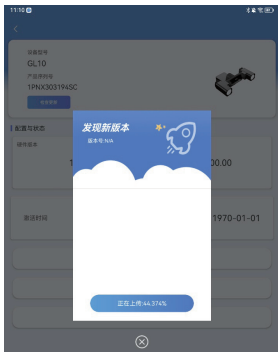 11:10
设备型号
GL10
产品序列号
1PNX303194SC
配置与状态
硬件版本
1
00.00
激活时间
1970-01-01
发现新版本
版本号:N/A
正在上传:44.374%